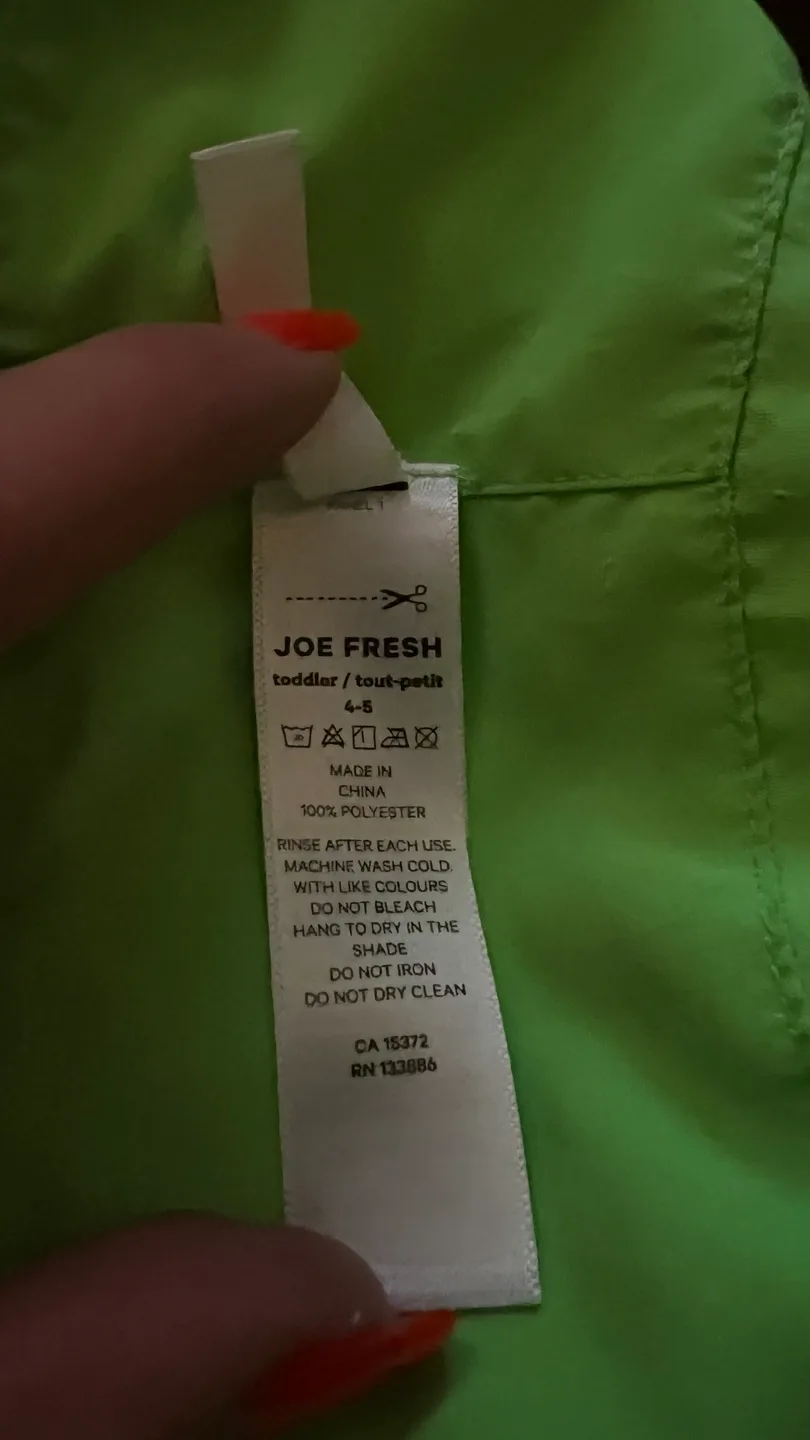 JOE FRESH
toddler / tout-petit
4-5
MADE IN
CHINA
100% POLYESTER
RINSE AFTER EACH USE.
MACHINE WASH COLD,
WITH LIKE COLOURS
DO NOT BLEACH
HANG TO DRY IN THE
SHADE
DO NOT IRON
DO NOT DRY CLEAN
CA 15372
RN 133886